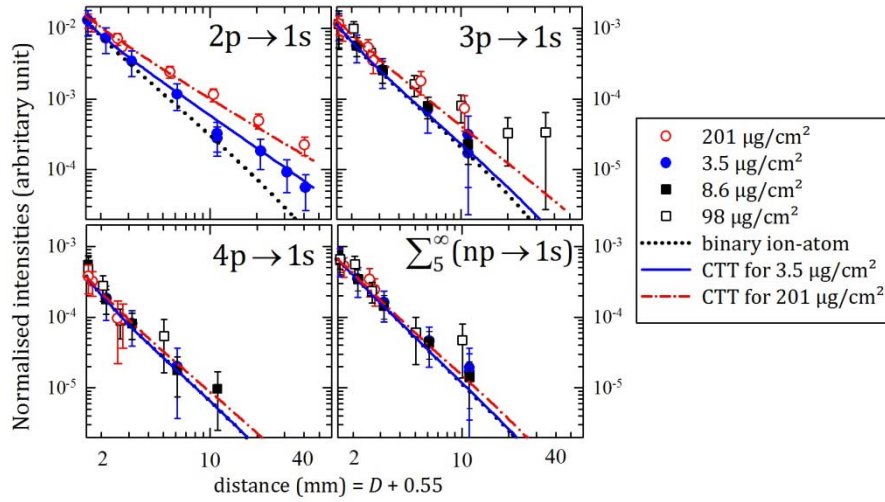 Normalised intensities (arbritary unit)
10⁻²
10⁻³
10⁻⁴
2p → 1s
3p → 1s
10⁻³
10⁻⁴
10⁻⁵
10⁻³
10⁻⁴
10⁻⁵
4p → 1s
∑₅^∞(np → 1s)
10⁻³
10⁻⁴
10⁻⁵
2 10 40
2 10 40
distance (mm) = D + 0.55
201 μg/cm²
3.5 μg/cm²
8.6 μg/cm²
98 μg/cm²
binary ion-atom
CTT for 3.5 μg/cm²
CTT for 201 μg/cm²